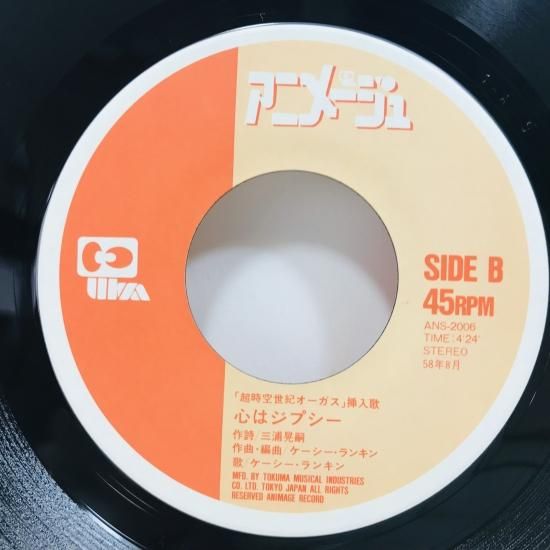 アニメージュ
SIDE B
45RPM
ANS-2006
TIME:4'24"
STEREO
58年8月
「超時空世紀オーガス」挿入歌
心はジプシー
作詩/三浦晃嗣
作曲・編曲/ケーシー・ランキン
歌/ケーシー・ランキン
MFD. BY TOKUMA MUSICAL INDUSTRIES
CO. LTD. TOKYO JAPAN ALL RIGHTS
RESERVED ANIMAGE RECORD